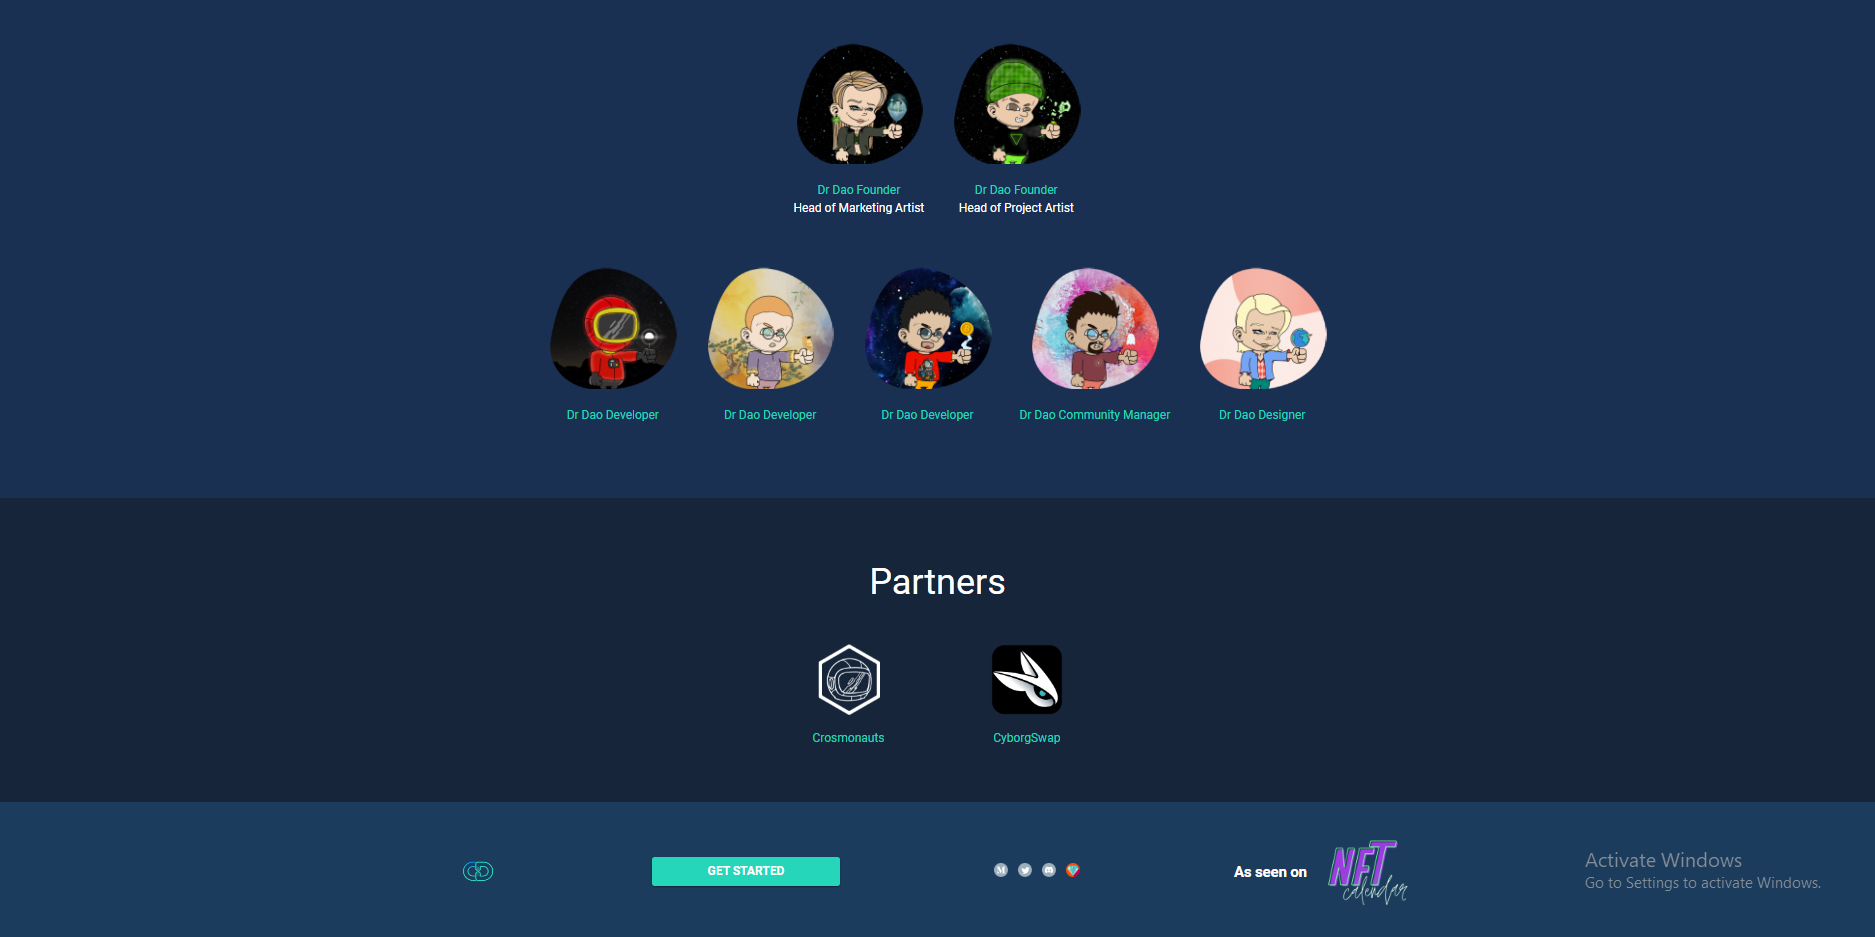 Dr Dao Founder
Head of Marketing Artist
Dr Dao Founder
Head of Project Artist
Dr Dao Developer
Dr Dao Developer
Dr Dao Developer
Dr Dao Community Manager
Dr Dao Designer
Partners
Crosmonauts
CyborgSwap
GET STARTED
As seen on
NFT
calendar
Activate Windows
Go to Settings to activate Windows.